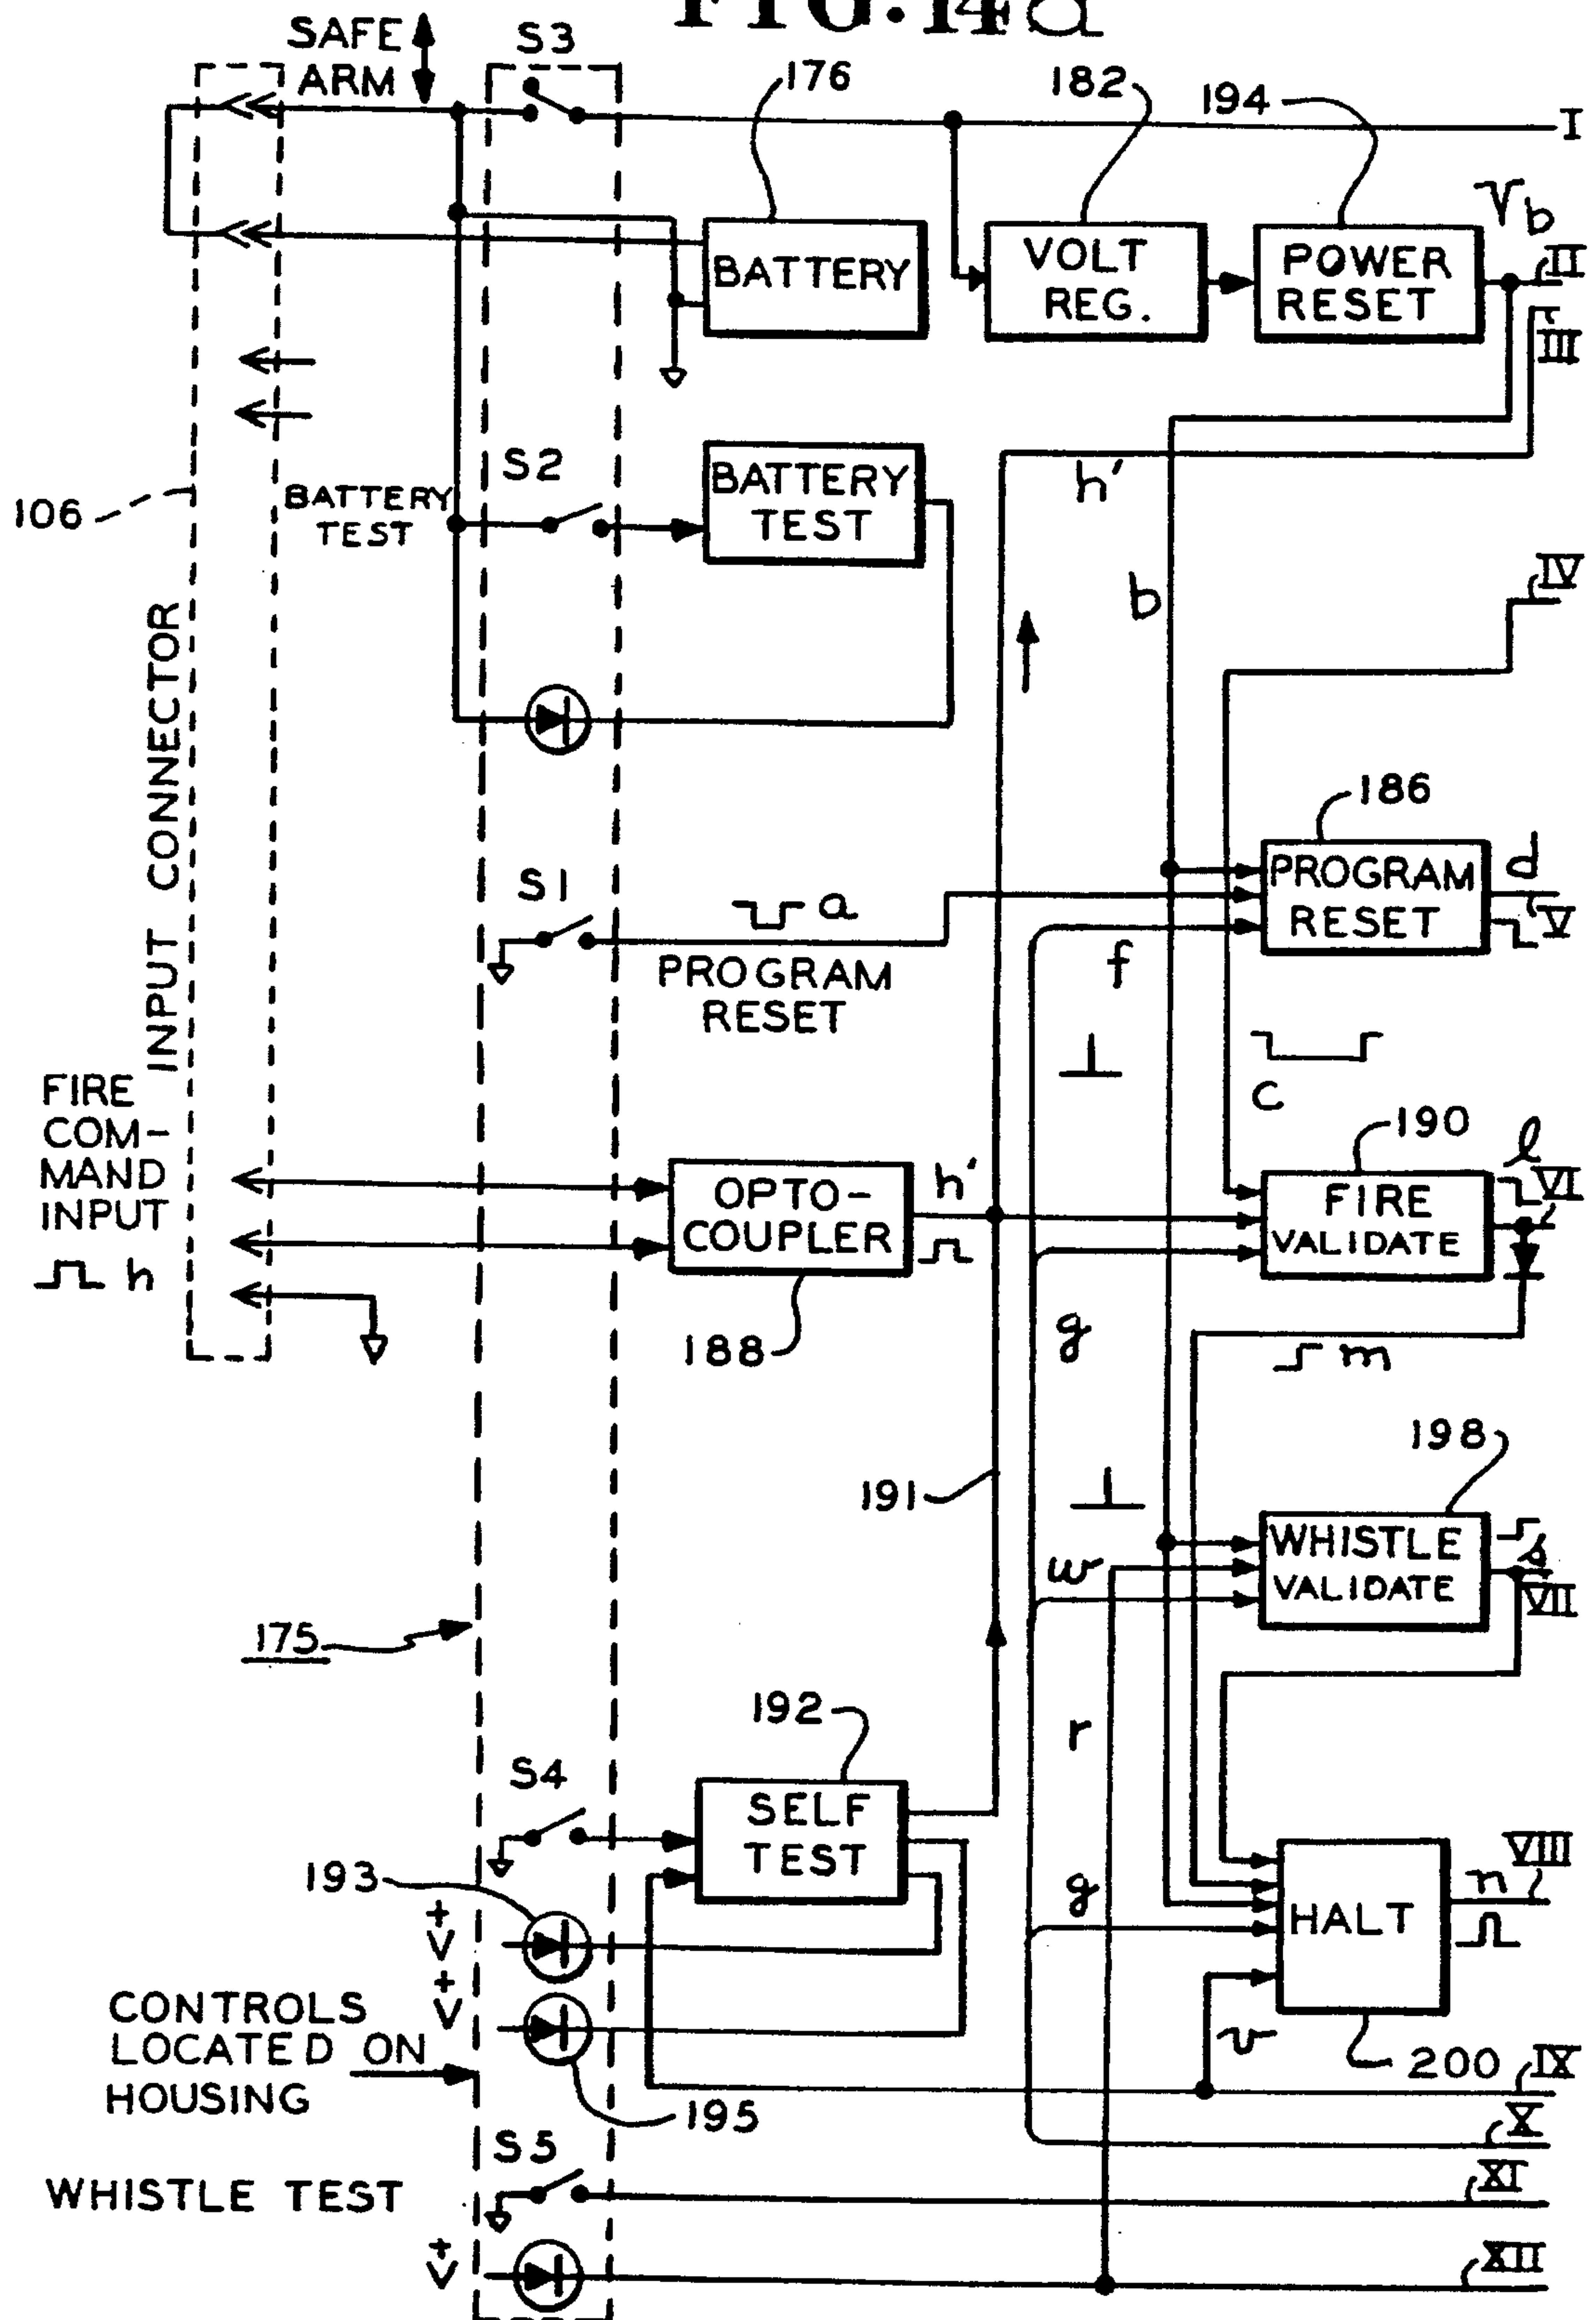 FIG. 14a
SAFE
ARM
S3
176
182
194
I
b
II
BATTERY
VOLT
REG.
POWER
RESET
III
S2
BATTERY
TEST
BATTERY
TEST
h'
106
b
IV
INPUT CONNECTOR
186
S1
a
PROGRAM
RESET
PROGRAM
RESET
d
V
f
c
FIRE
COM-
MAND
INPUT
h
190
OPTO-
COUPLER
h'
FIRE
VALIDATE
l
VI
188
g
m
198
191
WHISTLE
VALIDATE
s
VII
w
175
192
r
S4
SELF
TEST
193
+
V
+
V
g
HALT
n
VIII
CONTROLS
LOCATED ON
HOUSING
195
v
200
IX
X
S5
WHISTLE TEST
XI
+
V
XII